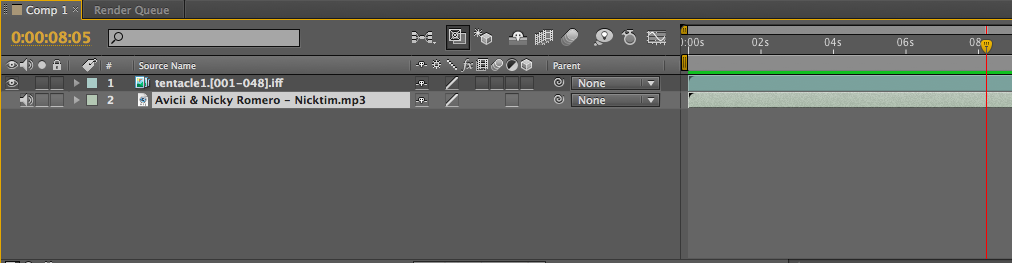 Comp 1 × Render Queue
0:00:08:05
:00s 02s 04s 06s 08
# Source Name fx Parent
1 tentacle1.[001-048].iff None
2 Avicii & Nicky Romero - Nicktim.mp3 None